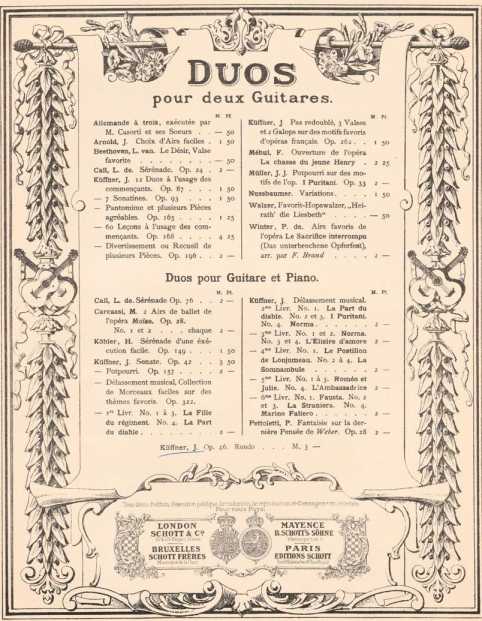 DUOS
pour deux Guitares.
M. Pf.
Allemande à trois, exécutée par
M. Cusorti et ses Soeurs . . — 50
Arnold, J. Choix d'Airs faciles . 1 50
Beethoven, L. van. Le Désir, Valse
favorite . . . . . . . — 50
Call, L. de. Sérénade. Op. 24 . 2 —
Küffner, J. 12 Duos à l'usage des
commençants. Op. 87 . . . 1 50
— 7 Sonatines. Op. 93 . . . 1 50
— Pantomine et plusieurs Pièces
agréables. Op. 165 . . . . 1 25
— 60 Leçons à l'usage des com-
mençants. Op. 168 . . . . 4 25
— Divertissement ou Recueil de
plusieurs Pièces. Op. 196 . . 2 —
M. Pf.
Küffner, J Pas redoublé, 3 Valses
et 2 Galops sur des motifs favoris
d'opéras français. Op. 262 . . 1 50
Méhul, F. Ouverture de l'opéra
La chasse du jeune Henry . . 2 25
Müller, J. J. Potpourri sur des mo-
tifs de l'op. I Puritani. Op. 33 2 —
Nussbaumer. Variations. . . 1 50
Walzer, Favorit-Hopswalzer, „Hei-
rath' die Liesbeth“ . . . . — 50
Winter, P. de. Airs favoris de
l'opéra Le Sacrifice interrompu
(Das unterbrochene Opferfest),
arr. par F. Brand . . . 2 —
Duos pour Guitare et Piano.
M. Pf.
Call, L. de. Sérénade Op. 76 . . 2 —
Carcassi, M. 2 Airs de ballet de
l'opéra Moïse. Op. 28.
No. 1 et 2 . . . chaque 2 —
Köhler, H. Sérénade d'une éxé-
cution facile. Op. 149 . . . 1 50
Küffner, J. Sonate. Op. 42 . . 3 50
— Potpourri. Op. 157 . . . . 2 —
— Délassement musical, Collection
de Morceaux faciles sur des
thèmes favoris. Op. 322.
— 1re Livr. No. 1 à 3. La Fille
du régiment. No. 4. La Part
du diable . . . . . . 2 —
M. Pf.
Küffner, J. Délassement musical.
2me Livr. No. 1. La Part du
diable. No. 2 et 3. I Puritani.
No. 4. Norma . . . . . 2 —
— 3me Livr. No. 1 et 2. Norma.
No. 3 et 4. L'Elisire d'amore 2 —
— 4me Livr. No. 1. Le Postillon
de Lonjumeau. No. 2 à 4. La
Somnambule . . . . . 2 —
— 5me Livr. No. 1 à 3. Roméo et
Julie. No. 4. L'Ambassadrice 2 —
— 6me Livr. No. 1. Fausta. No. 2
et 3. La Straniera. No. 4.
Marino Faliero . . . . . 2 —
Pettoletti, P. Fantaisie sur la der-
nière Pensée de Weber. Op. 28 2 —
Küffner, J. Op. 46. Rondo . . . . M. 3 —
Pour tous Pays.
LONDON
SCHOTT & Co
BRUXELLES
SCHOTT FRÈRES
MAYENCE
B. SCHOTT'S SÖHNE
PARIS
EDITIONS SCHOTT